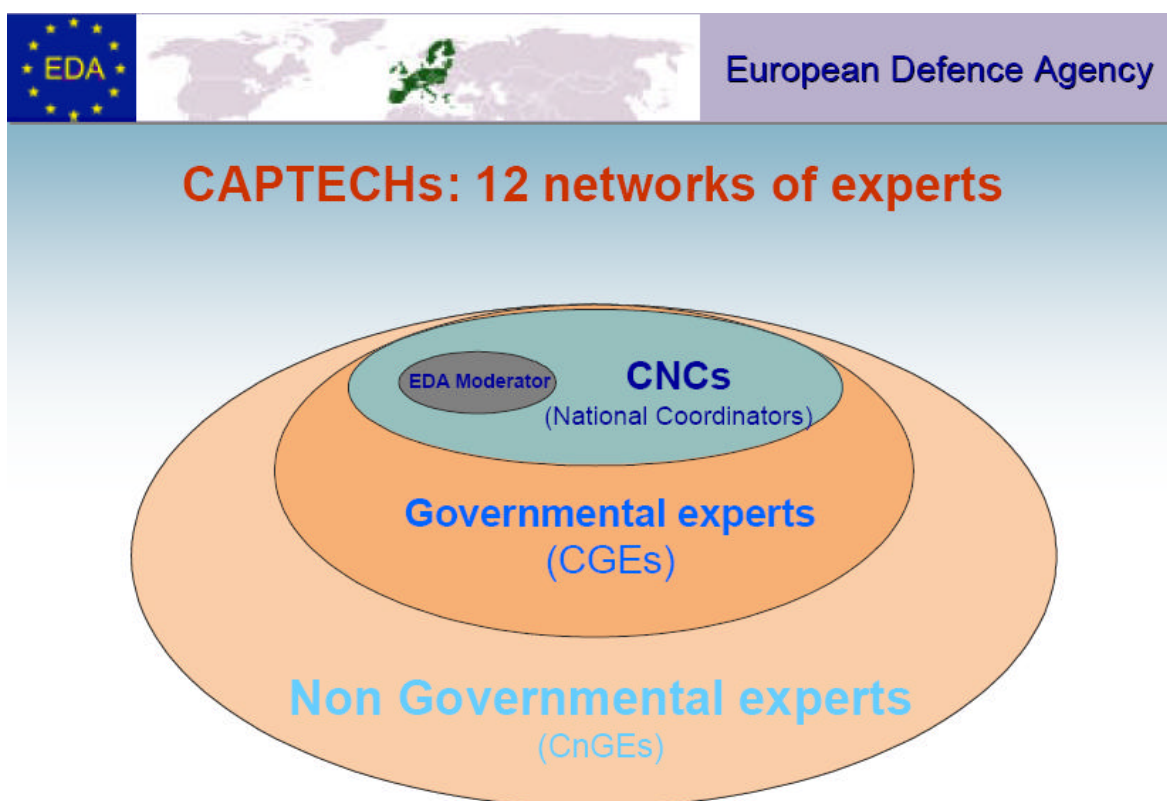 EDA
European Defence Agency
CAPTECHs: 12 networks of experts
EDA Moderator
CNCs
(National Coordinators)
Governmental experts
(CGEs)
Non Governmental experts
(CnGEs)